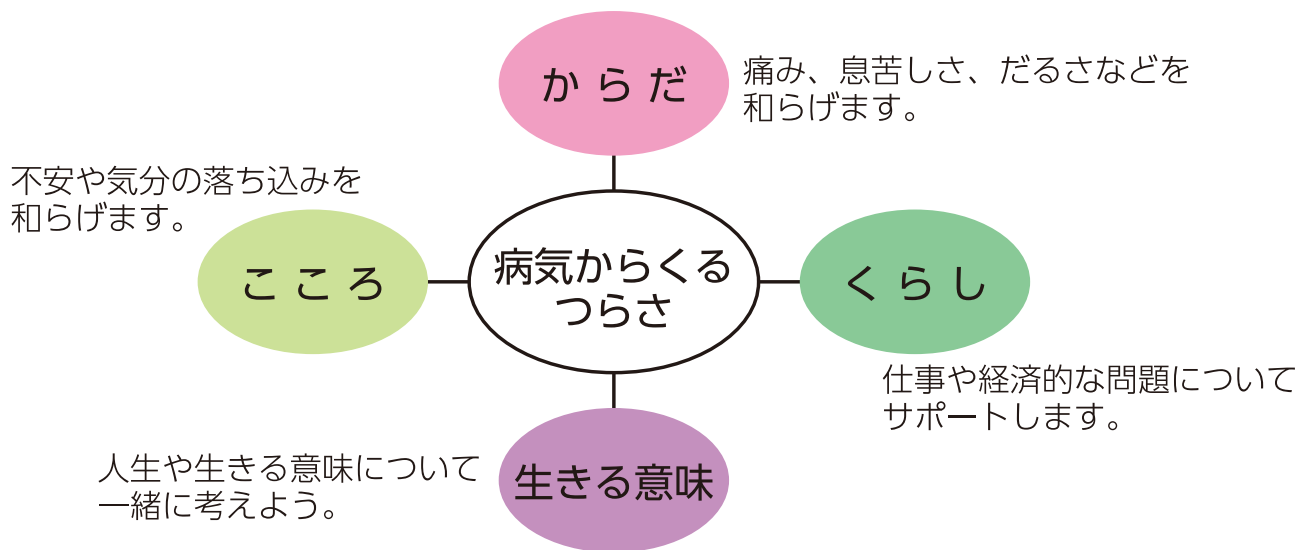 からだ
痛み、息苦しさ、だるさなどを
和らげます。
不安や気分の落ち込みを
和らげます。
こころ
病気からくる
つらさ
くらし
仕事や経済的な問題について
サポートします。
人生や生きる意味について
一緒に考えよう。
生きる意味